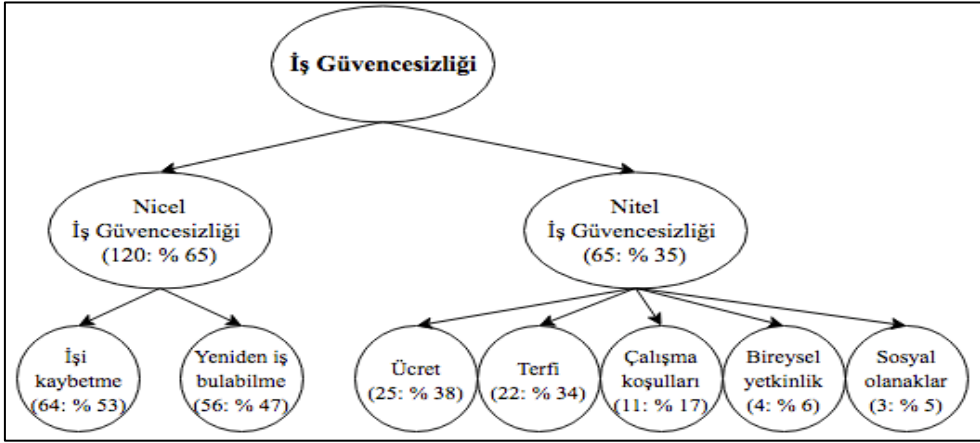 İş Güvencesizliği
Nicel
İş Güvencesizliği
(120: % 65)
Nitel
İş Güvencesizliği
(65: % 35)
İşi
kaybetme
(64: % 53)
Yeniden iş
bulabilme
(56: % 47)
Ücret
(25: % 38)
Terfi
(22: % 34)
Çalışma
koşulları
(11: % 17)
Bireysel
yetkinlik
(4: % 6)
Sosyal
olanaklar
(3: % 5)